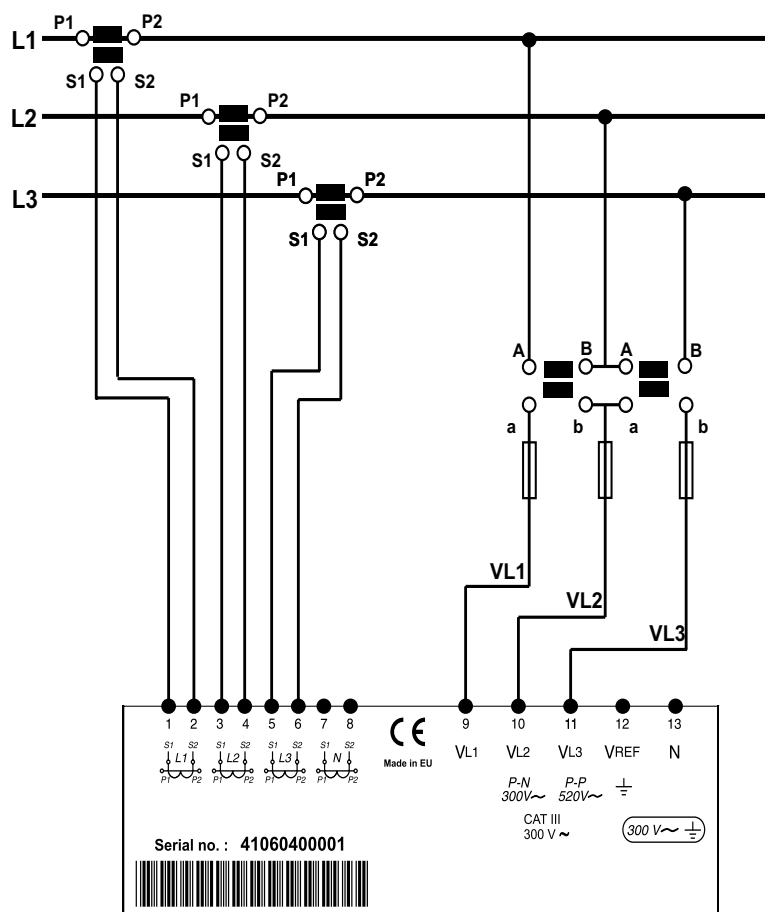 P1 P2
L1
S1 S2
P1 P2
L2
S1 S2
P1 P2
L3
S1 S2
A B A B
a b a b
VL1
VL2
VL3
1 2 3 4 5 6 7 8 9 10 11 12 13
S1 S2 S1 S2 S1 S2 S1 S2
L1 L2 L3 N
P1 P2 P1 P2 P1 P2 P1 P2
CE
Made in EU
VL1 VL2 VL3 VREF N
P-N P-P
300V~ 520V~
CAT III
300 V ~
300 V~
Serial no. : 41060400001